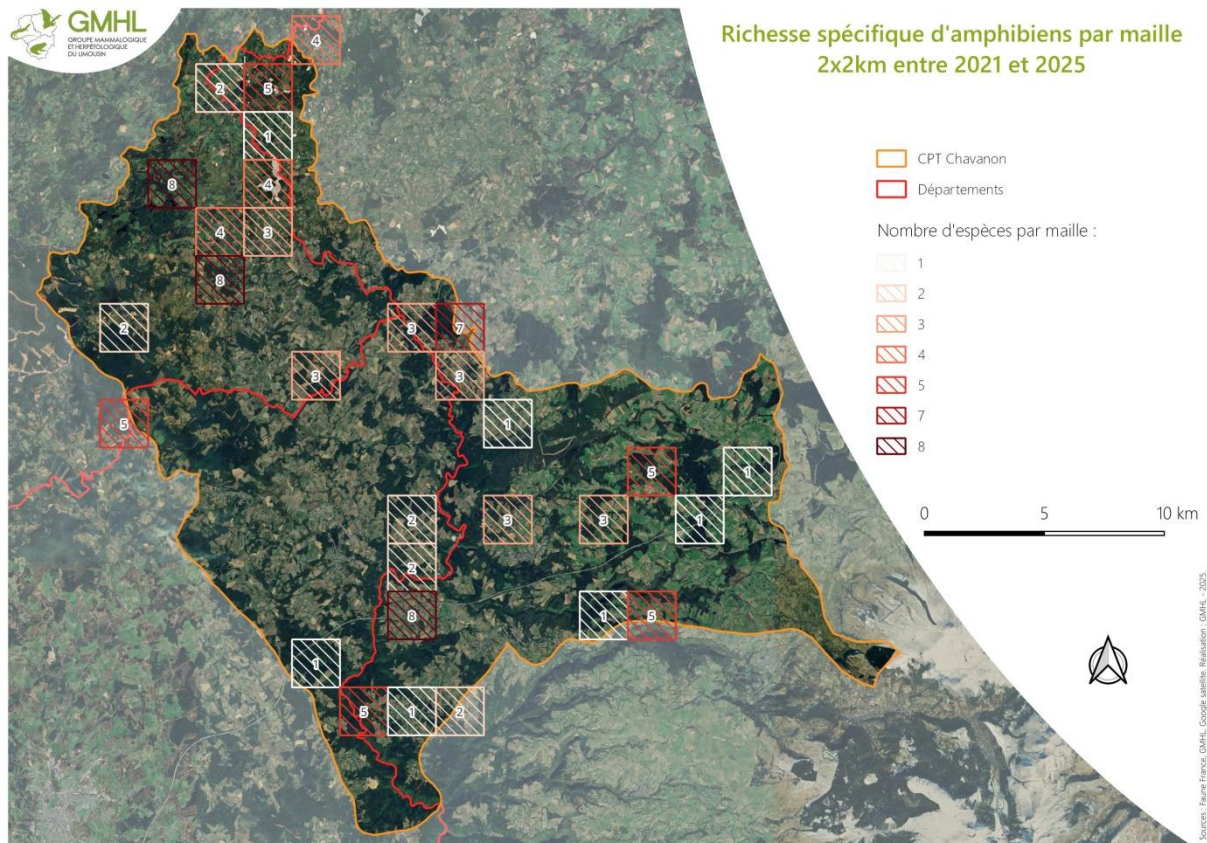 GMHL
GROUPE MAMMALOGIQUE
ET HERPÉTOLOGIQUE
DU LIMOUSIN
Richesse spécifique d'amphibiens par maille
2x2km entre 2021 et 2025
CPT Chavanon
Départements
Nombre d'espèces par maille :
1
2
3
4
5
7
8
0 5 10 km
4
2 5
1
8 4
4 3
8
2 3 7
3 3
5 1
5 1
2 3 3 1
2
8 1 5
1
5 1 2
Sources : Faune France, GMHL, Google satellite. Réalisation : GMHL - 2025.